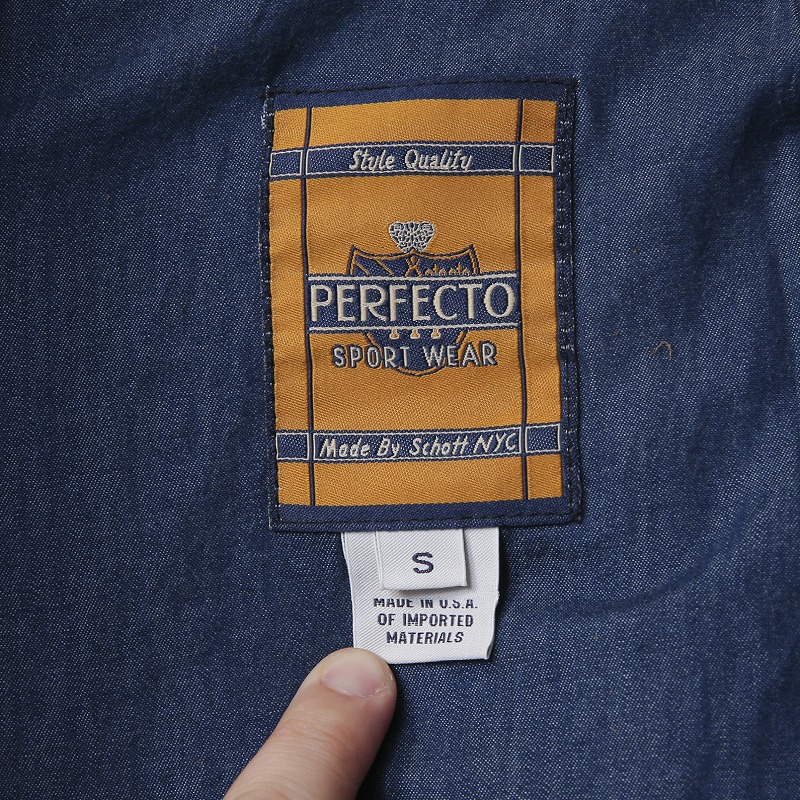 Style Quality
PERFECTO
SPORT WEAR
Made By Schott NYC
S
MADE IN U.S.A.
OF IMPORTED
MATERIALS